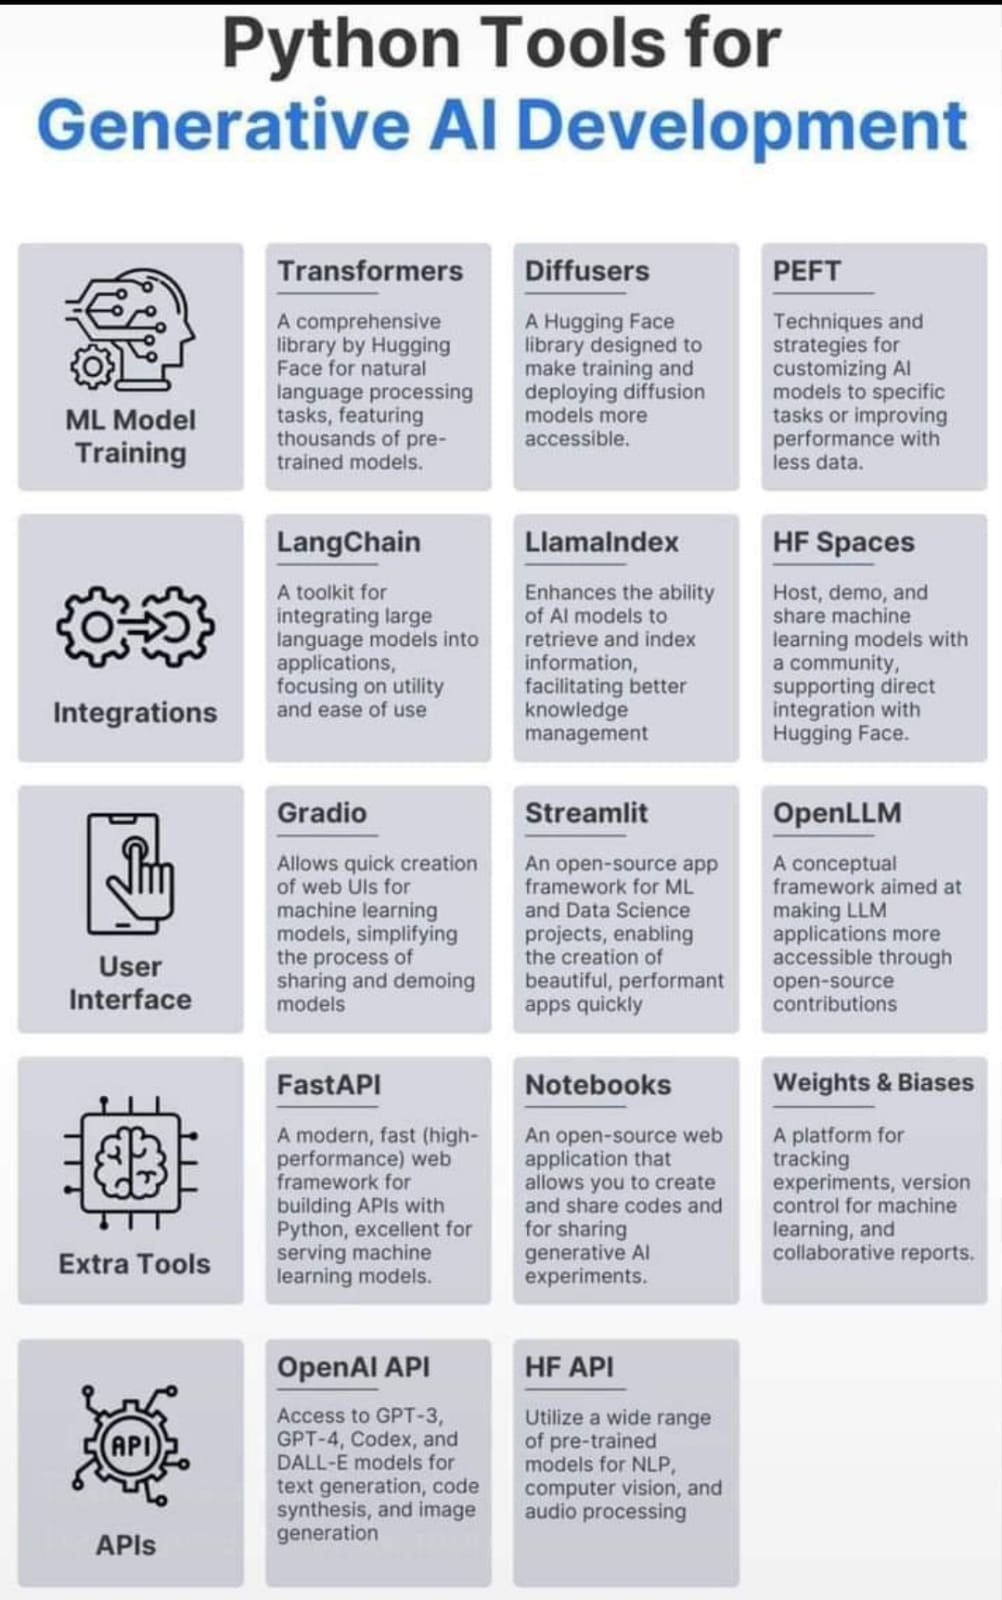 Python Tools for
Generative AI Development
ML Model
Training
Transformers
A comprehensive
library by Hugging
Face for natural
language processing
tasks, featuring
thousands of pre-
trained models.
Diffusers
A Hugging Face
library designed to
make training and
deploying diffusion
models more
accessible.
PEFT
Techniques and
strategies for
customizing AI
models to specific
tasks or improving
performance with
less data.
Integrations
LangChain
A toolkit for
integrating large
language models into
applications,
focusing on utility
and ease of use
LlamaIndex
Enhances the ability
of AI models to
retrieve and index
information,
facilitating better
knowledge
management
HF Spaces
Host, demo, and
share machine
learning models with
a community,
supporting direct
integration with
Hugging Face.
User
Interface
Gradio
Allows quick creation
of web UIs for
machine learning
models, simplifying
the process of
sharing and demoing
models
Streamlit
An open-source app
framework for ML
and Data Science
projects, enabling
the creation of
beautiful, performant
apps quickly
OpenLLM
A conceptual
framework aimed at
making LLM
applications more
accessible through
open-source
contributions
Extra Tools
FastAPI
A modern, fast (high-
performance) web
framework for
building APIs with
Python, excellent for
serving machine
learning models.
Notebooks
An open-source web
application that
allows you to create
and share codes and
for sharing
generative AI
experiments.
Weights & Biases
A platform for
tracking
experiments, version
control for machine
learning, and
collaborative reports.
API
APIs
OpenAI API
Access to GPT-3,
GPT-4, Codex, and
DALL-E models for
text generation, code
synthesis, and image
generation
HF API
Utilize a wide range
of pre-trained
models for NLP,
computer vision, and
audio processing